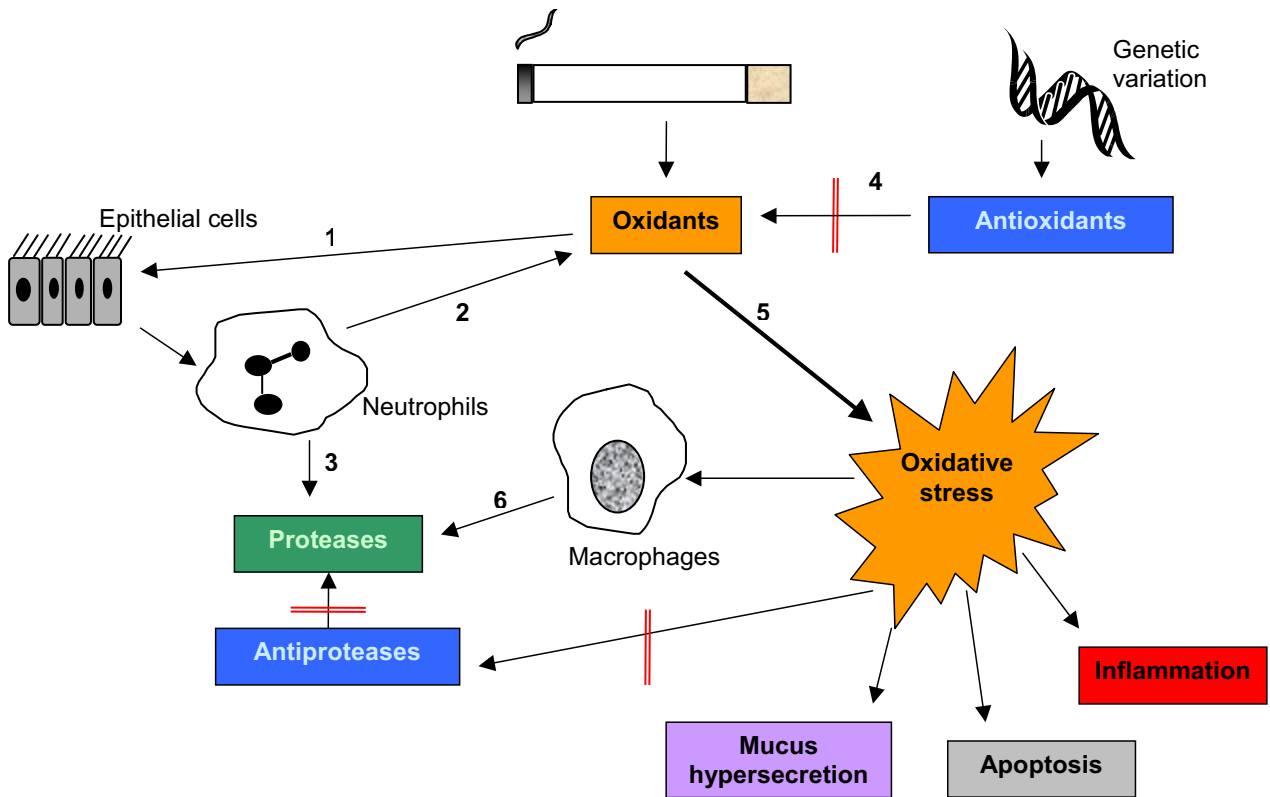 Genetic
variation
4
Oxidants
Antioxidants
Epithelial cells
1
2
5
Neutrophils
3
Oxidative
stress
6
Proteases
Macrophages
Antiproteases
Inflammation
Mucus
hypersecretion
Apoptosis